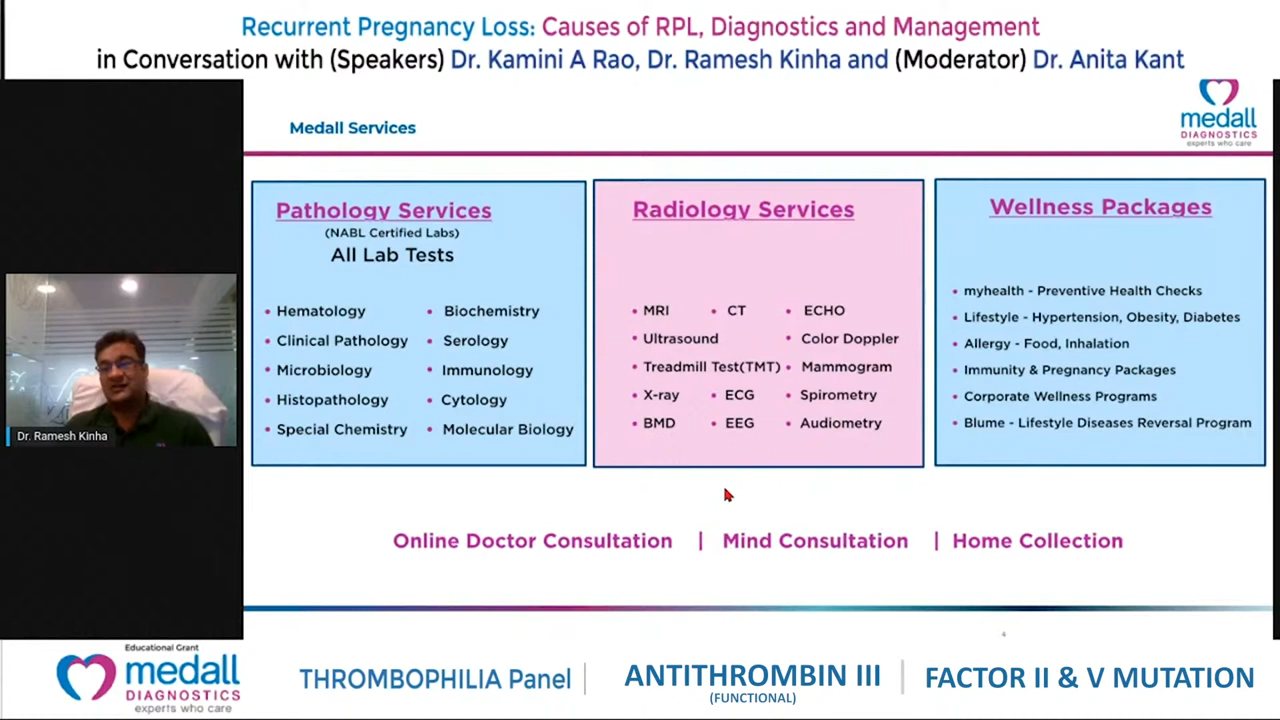 Recurrent Pregnancy Loss: Causes of RPL, Diagnostics and Management
in Conversation with (Speakers) Dr. Kamini A Rao, Dr. Ramesh Kinha and (Moderator) Dr. Anita Kant
Medall Services
medall
DIAGNOSTICS
experts who care
Pathology Services
(NABL Certified Labs)
All Lab Tests
• Hematology • Biochemistry
• Clinical Pathology • Serology
• Microbiology • Immunology
• Histopathology • Cytology
• Special Chemistry • Molecular Biology
Radiology Services
• MRI • CT • ECHO
• Ultrasound • Color Doppler
• Treadmill Test(TMT) • Mammogram
• X-ray • ECG • Spirometry
• BMD • EEG • Audiometry
Wellness Packages
• myhealth - Preventive Health Checks
• Lifestyle - Hypertension, Obesity, Diabetes
• Allergy - Food, Inhalation
• Immunity & Pregnancy Packages
• Corporate Wellness Programs
• Blume - Lifestyle Diseases Reversal Program
Dr. Ramesh Kinha
Online Doctor Consultation | Mind Consultation | Home Collection
4
Educational Grant
medall
DIAGNOSTICS
experts who care
THROMBOPHILIA Panel | ANTITHROMBIN III | FACTOR II & V MUTATION
(FUNCTIONAL)